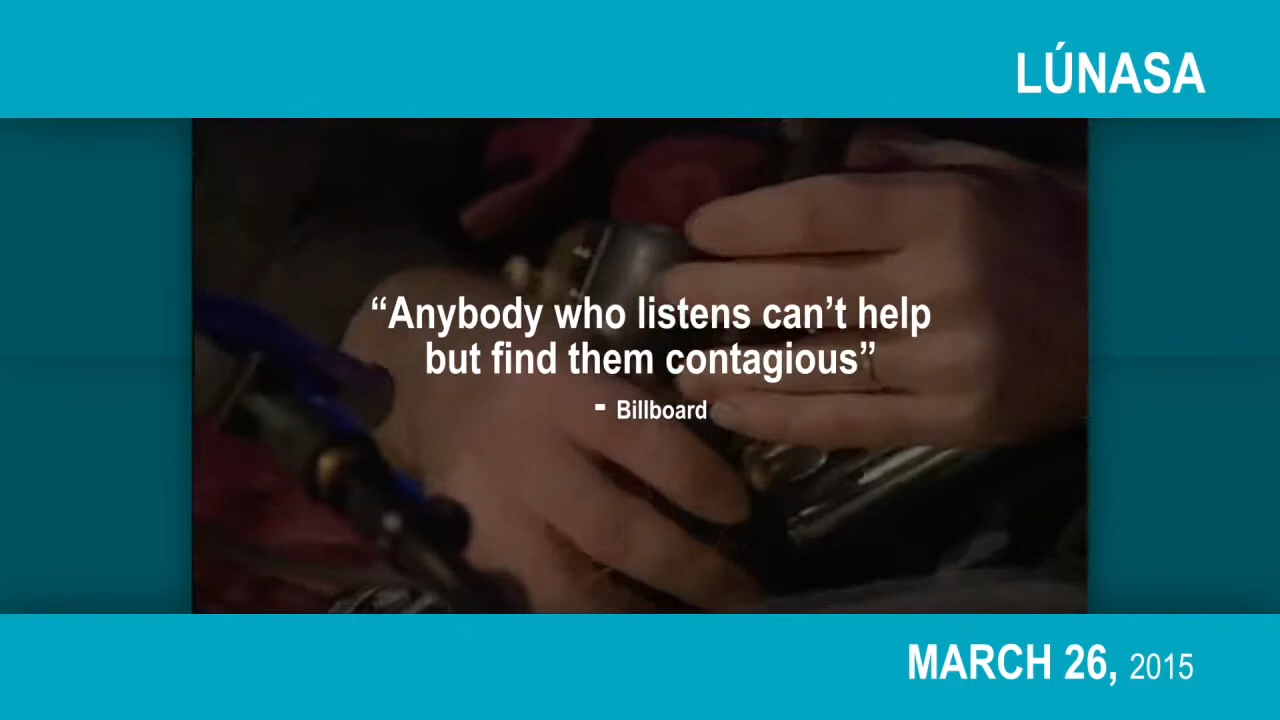 LÚNASA
“Anybody who listens can’t help
but find them contagious”
- Billboard
MARCH 26, 2015